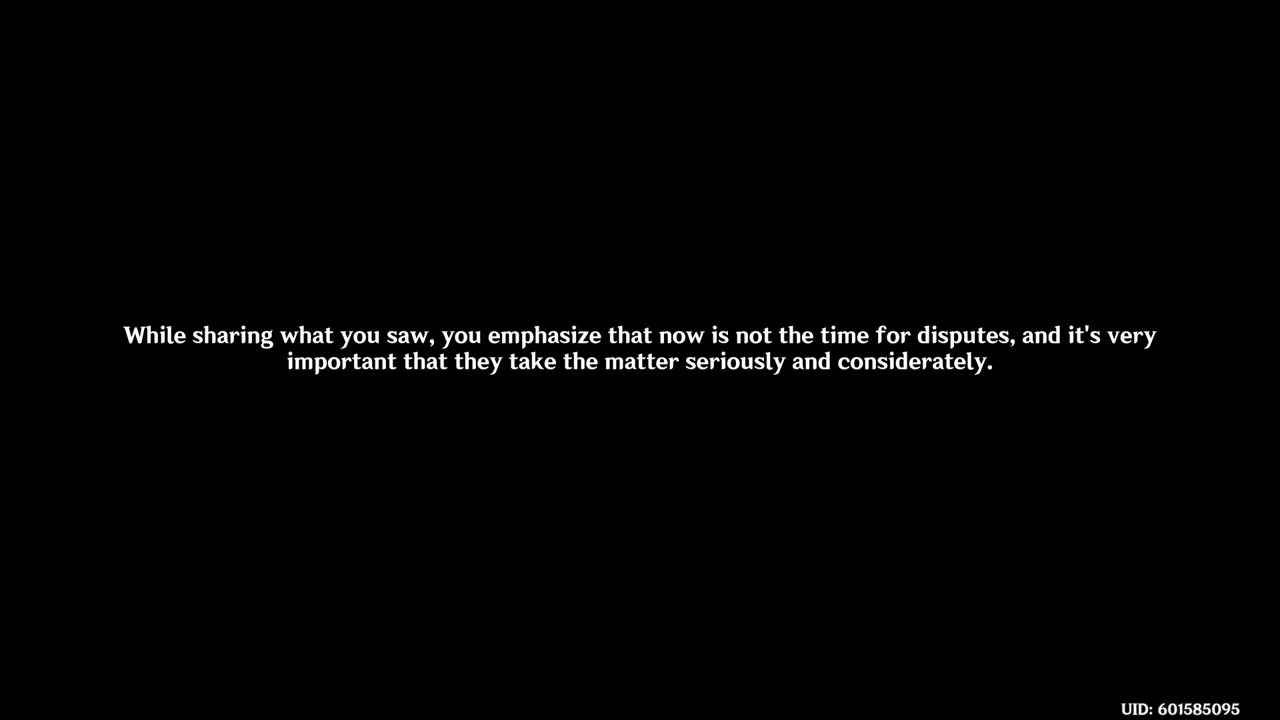 While sharing what you saw, you emphasize that now is not the time for disputes, and it's very
important that they take the matter seriously and considerately.
UID: 601585095